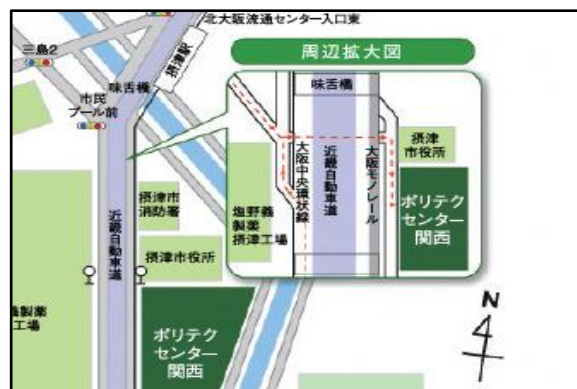 北大阪流通センター入口東
三島2
摂津駅
周辺拡大図
市民
プール前
味舌橋
味舌橋
大阪中央環状線
近畿自動車道
大阪モノレール
摂津
市役所
塩野義
製薬
摂津工場
ポリテク
センター
関西
近畿自動車道
摂津市
消防署
摂津市役所
義製薬
工場
ポリテク
センター
関西
N